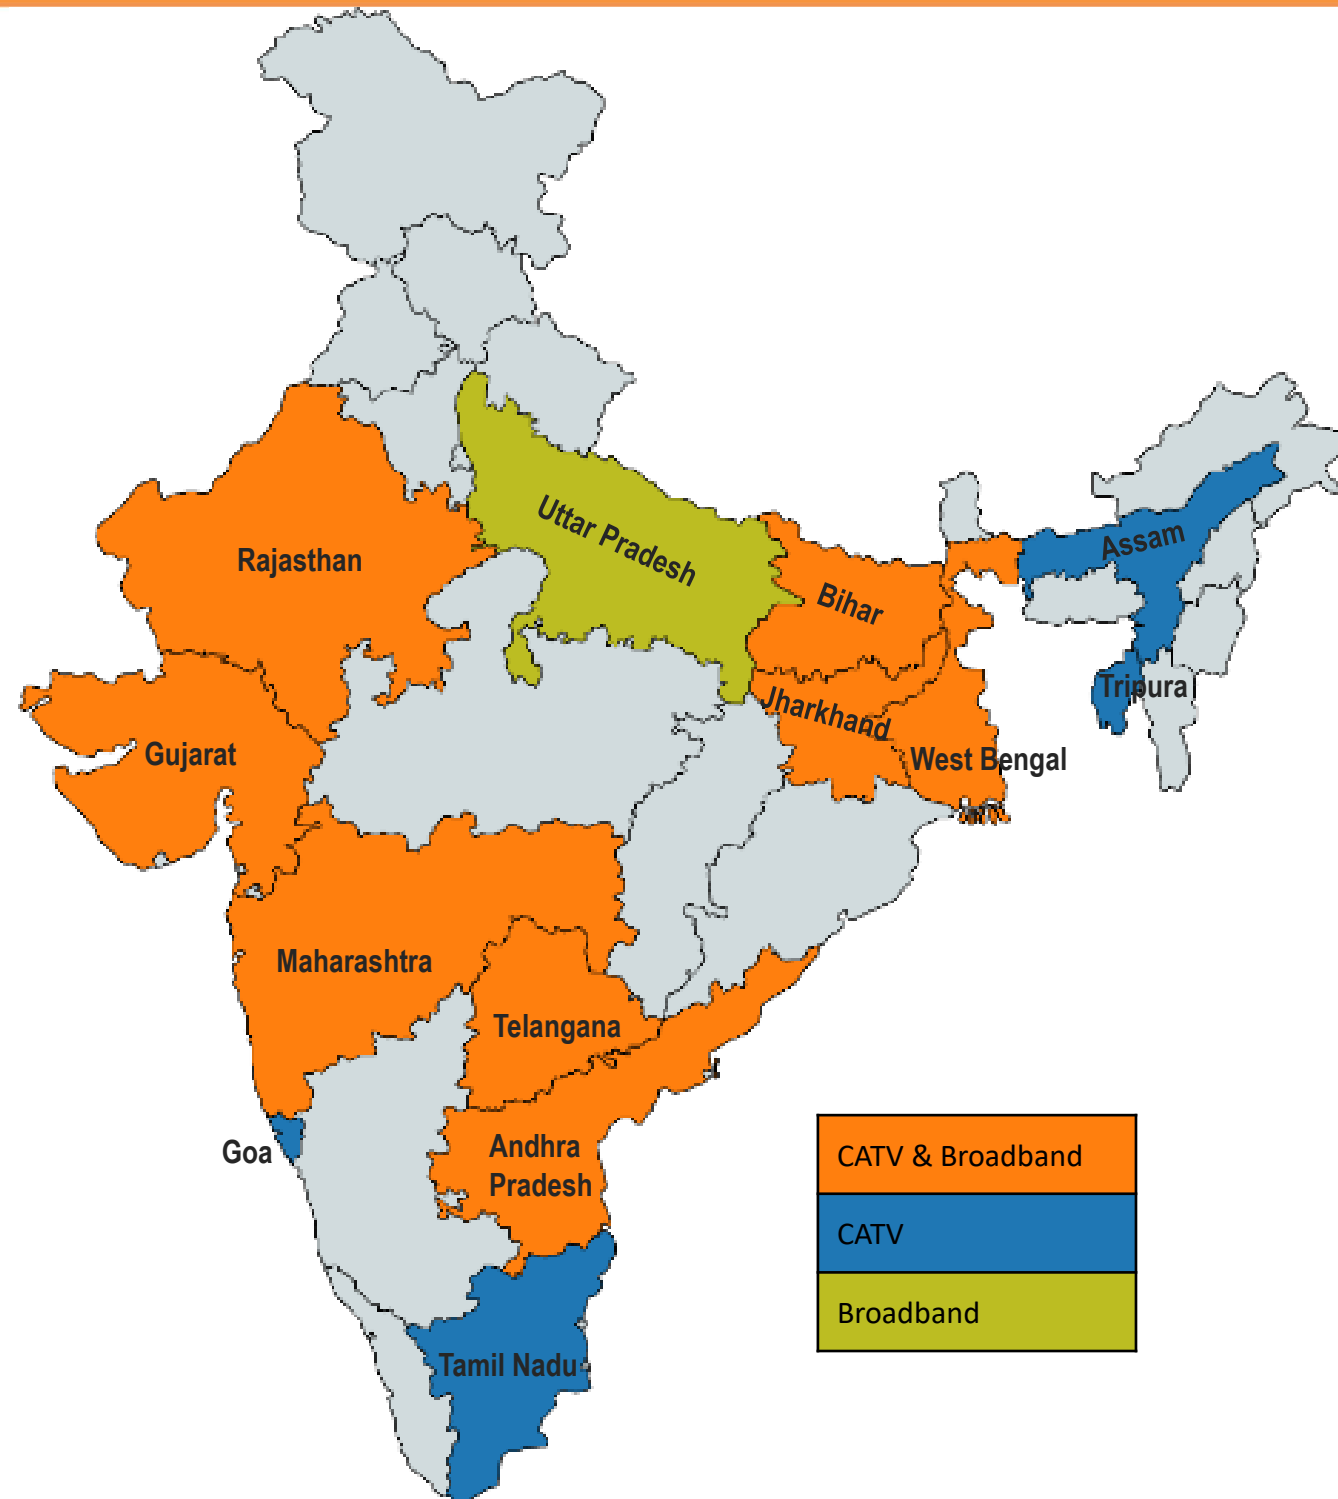 Uttar Pradesh
Assam
Rajasthan
Bihar
Tripura
Jharkhand
Gujarat
West Bengal
Maharashtra
Telangana
Goa
Andhra
Pradesh
Tamil Nadu
CATV & Broadband
CATV
Broadband